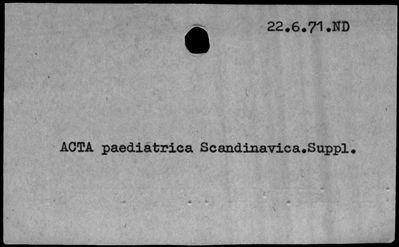 22.6.71.ND
ACTA paediatrica Scandinavica.Suppl.